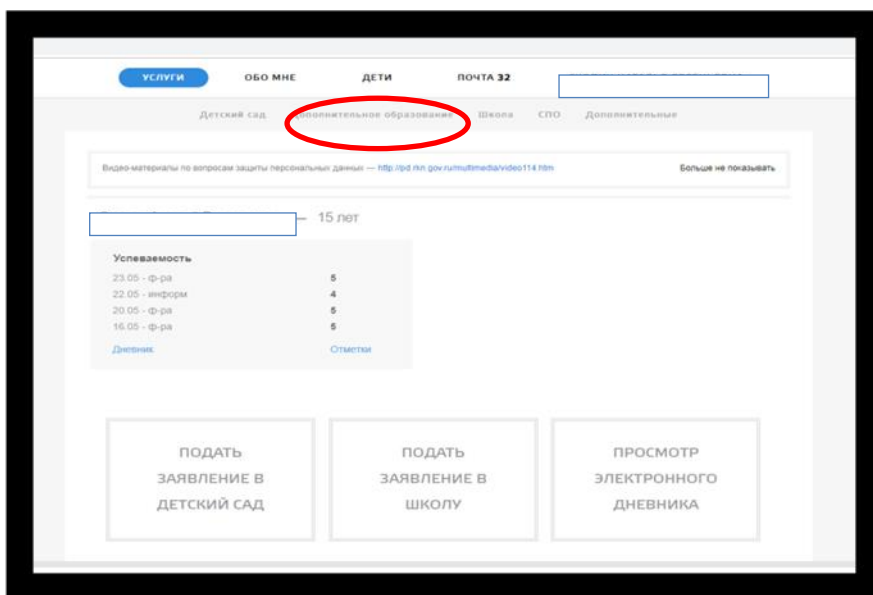 УСЛУГИ ОБО МНЕ ДЕТИ ПОЧТА 32
Детский сад Дополнительное образование Школа СПО Дополнительные
Видео-материалы по вопросам защиты персональных данных — http://pd.rkn.gov.ru/multimedia/video114.htm Больше не показывать
— 15 лет
Успеваемость
23.05 - ф-ра 5
22.05 - информ 4
20.05 - ф-ра 5
16.05 - ф-ра 5
Дневник Отметки
ПОДАТЬ
ЗАЯВЛЕНИЕ В
ДЕТСКИЙ САД
ПОДАТЬ
ЗАЯВЛЕНИЕ В
ШКОЛУ
ПРОСМОТР
ЭЛЕКТРОННОГО
ДНЕВНИКА